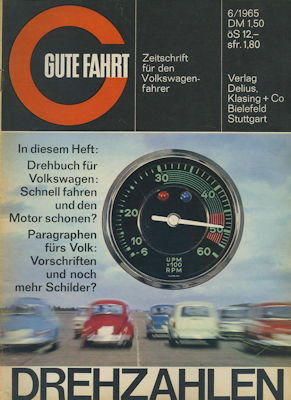 GUTE FAHRT
Zeitschrift
für den
Volkswagen-
fahrer
6/1965
DM 1,50
öS 12,–
sfr. 1,80
Verlag
Delius,
Klasing + Co
Bielefeld
Stuttgart
In diesem Heft:
Drehbuch für
Volkswagen:
Schnell fahren
und den
Motor schonen?
Paragraphen
fürs Volk:
Vorschriften
und noch
mehr Schilder?
30
40
50
60
10
6
UPM
×100
RPM
DREHZAHLEN